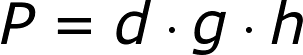 P = d · g · h